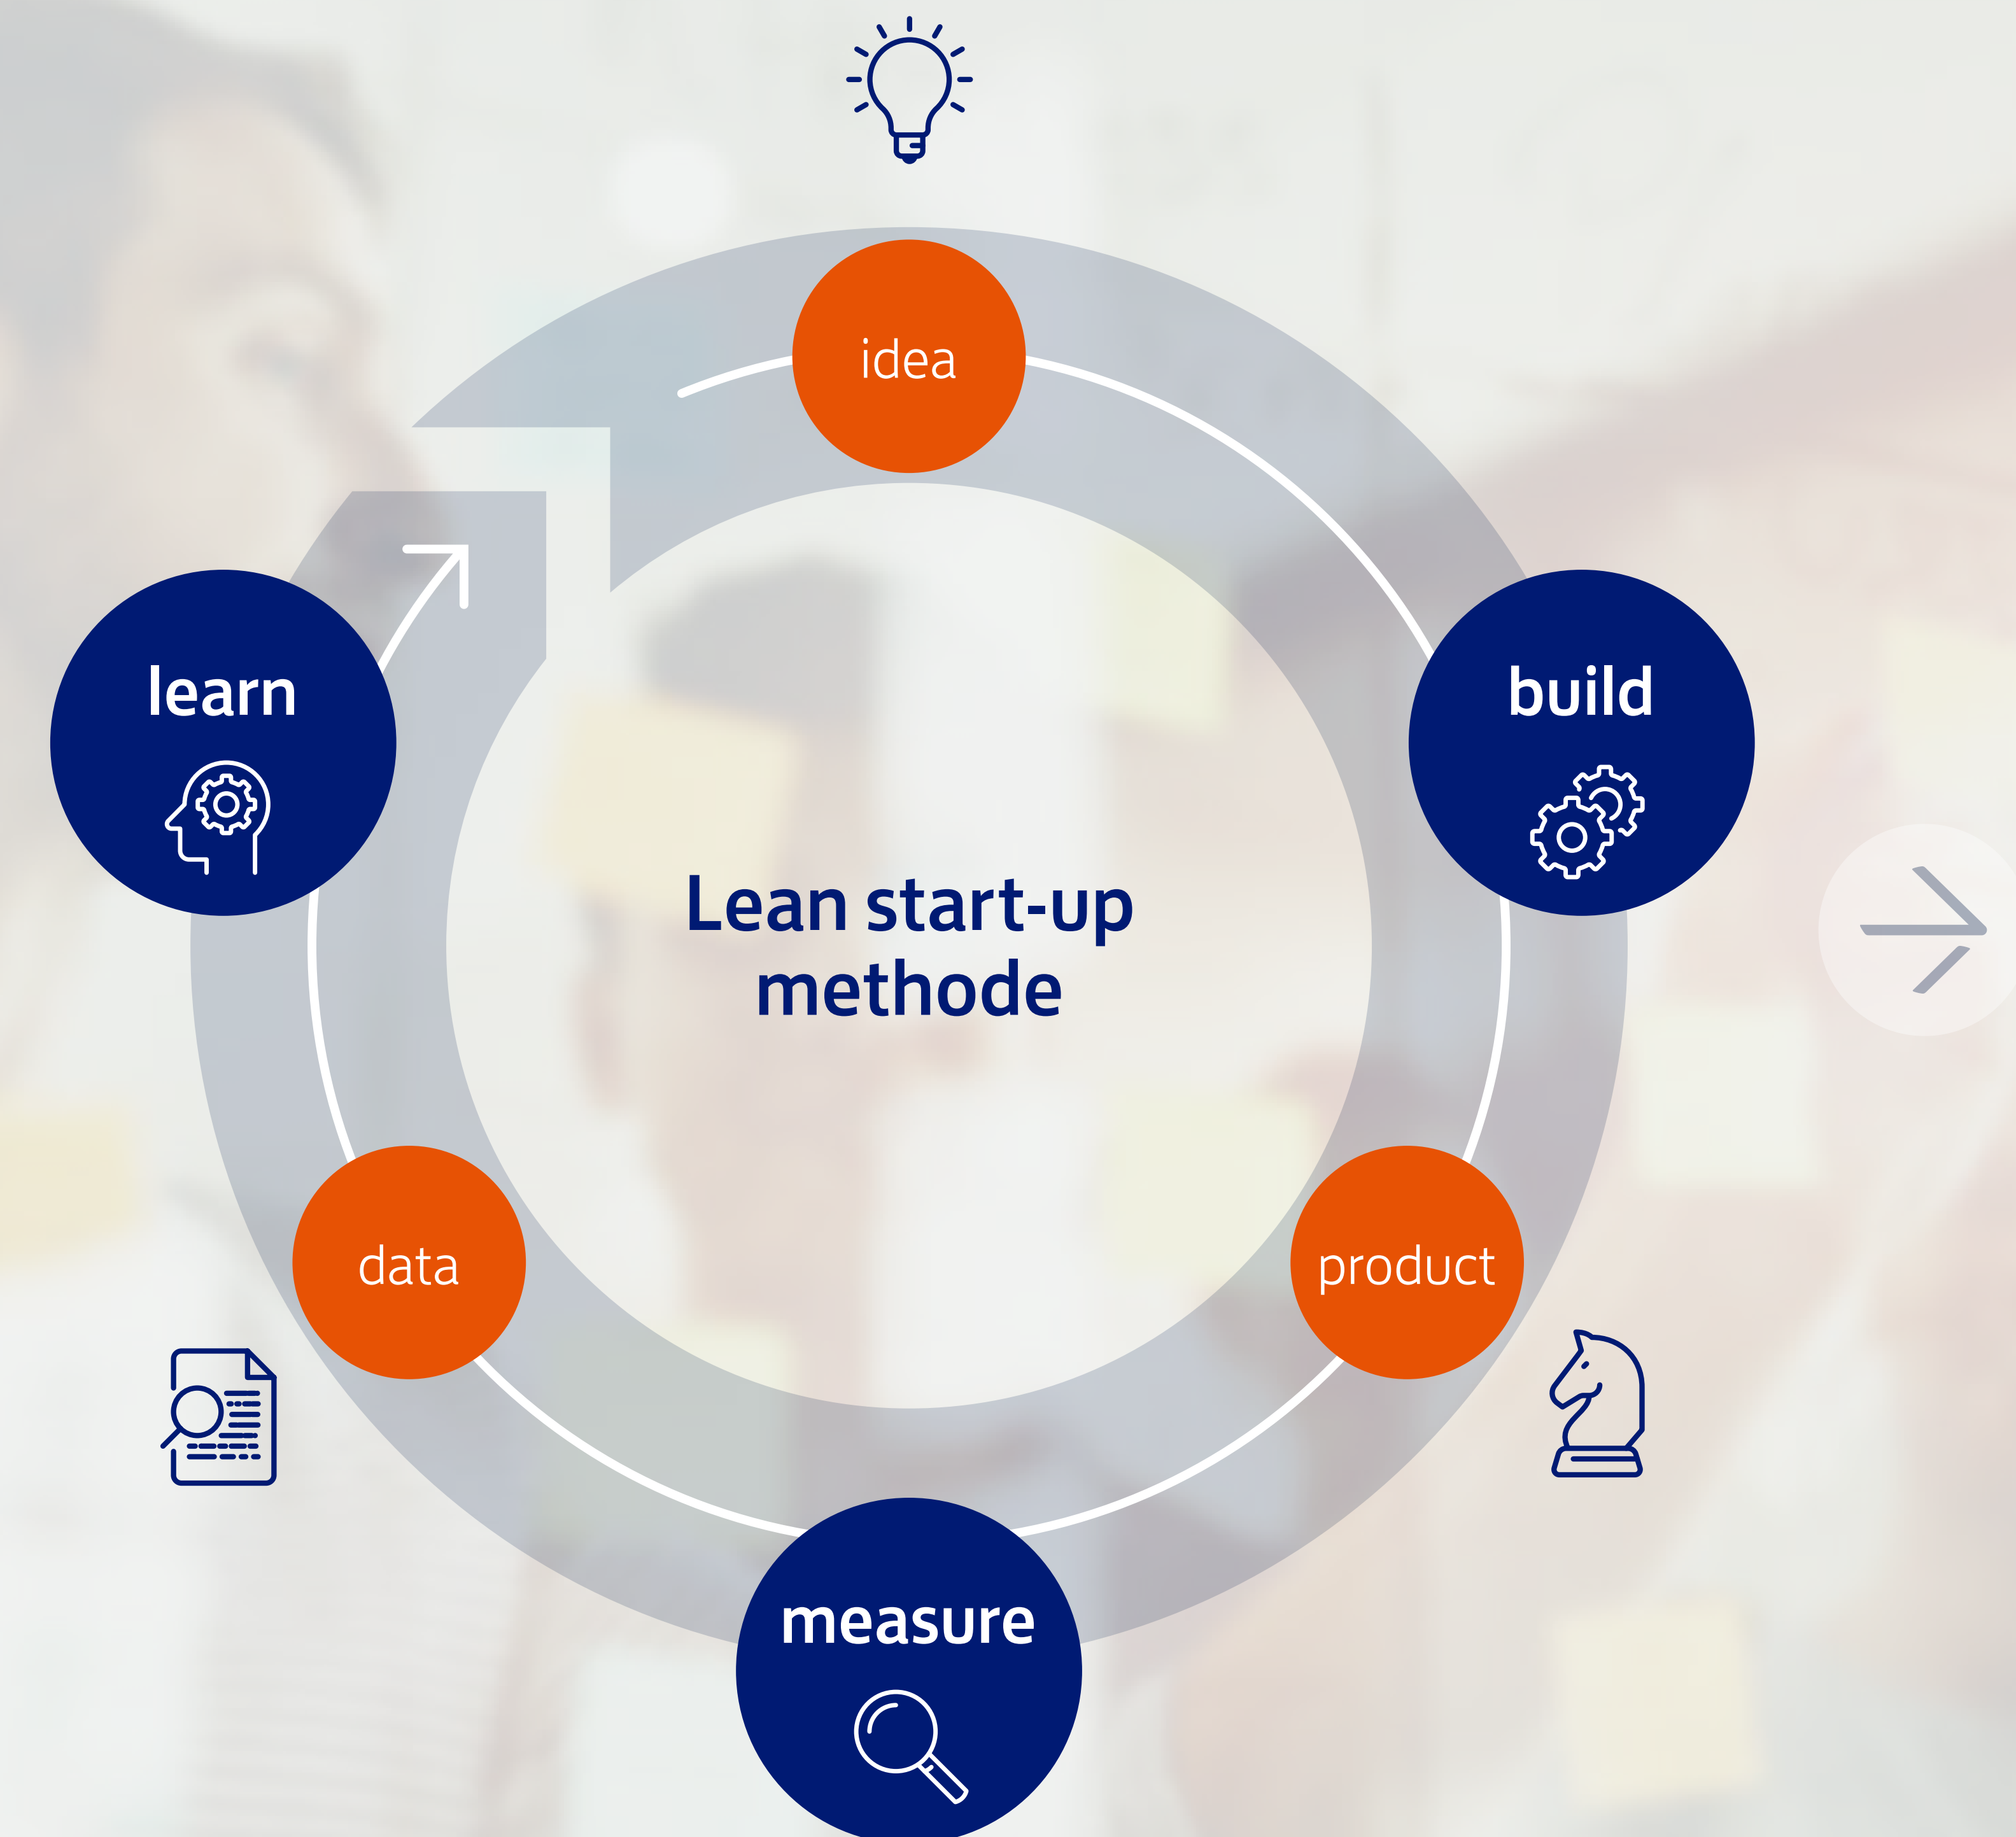 idea
learn
build
Lean start-up
methode
data
product
measure